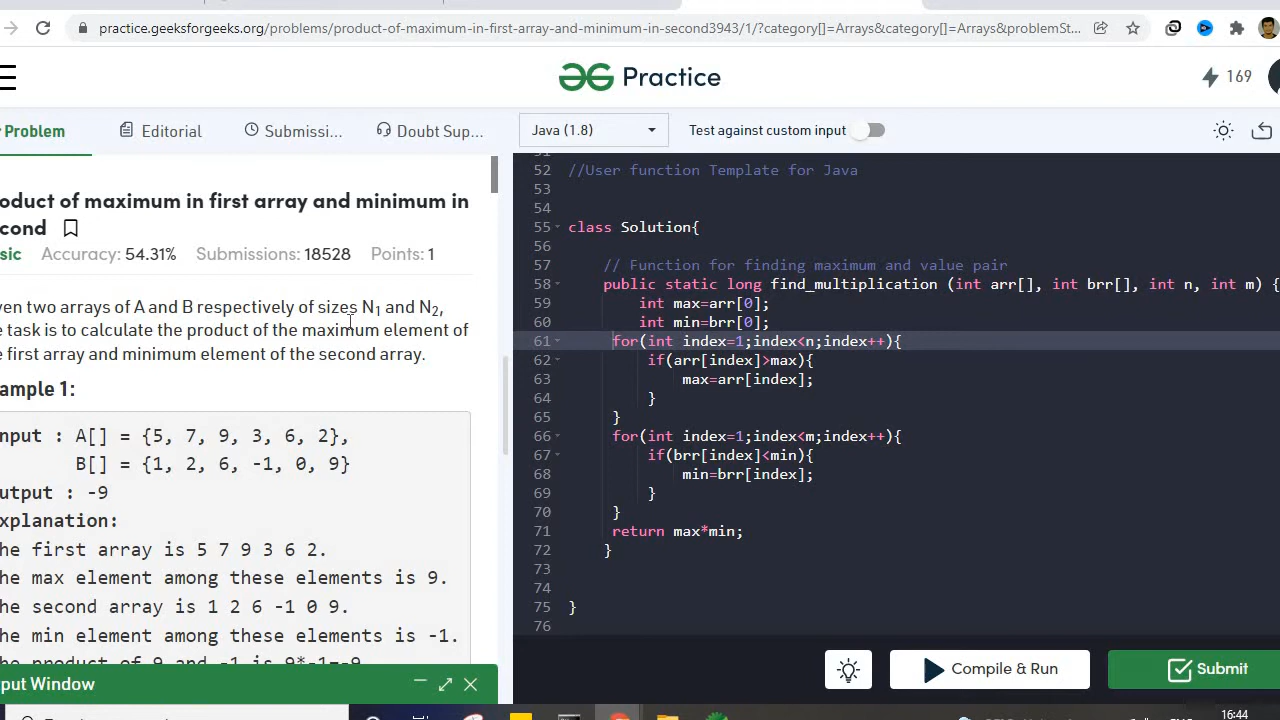 practice.geeksforgeeks.org/problems/product-of-maximum-in-first-array-and-minimum-in-second3943/1/?category[]=Arrays&category[]=Arrays&problemSt...
Practice
169
Problem
Editorial
Submissi...
Doubt Sup...
Java (1.8)
Test against custom input
oduct of maximum in first array and minimum in
cond
sic Accuracy: 54.31% Submissions: 18528 Points: 1
ven two arrays of A and B respectively of sizes N1 and N2,
e task is to calculate the product of the maximum element of
e first array and minimum element of the second array.
ample 1:
nput : A[] = {5, 7, 9, 3, 6, 2},
B[] = {1, 2, 6, -1, 0, 9}
utput : -9
xplanation:
he first array is 5 7 9 3 6 2.
he max element among these elements is 9.
he second array is 1 2 6 -1 0 9.
he min element among these elements is -1.
he product of 9 and -1 is 9*-1=-9.
put Window
51
52 //User function Template for Java
53
54
55 class Solution{
56
57 // Function for finding maximum and value pair
58 public static long find_multiplication (int arr[], int brr[], int n, int m) {
59 int max=arr[0];
60 int min=brr[0];
61 for(int index=1;index<n;index++){
62 if(arr[index]>max){
63 max=arr[index];
64 }
65 }
66 for(int index=1;index<m;index++){
67 if(brr[index]<min){
68 min=brr[index];
69 }
70 }
71 return max*min;
72 }
73
74
75 }
76
Compile & Run
Submit
16:44